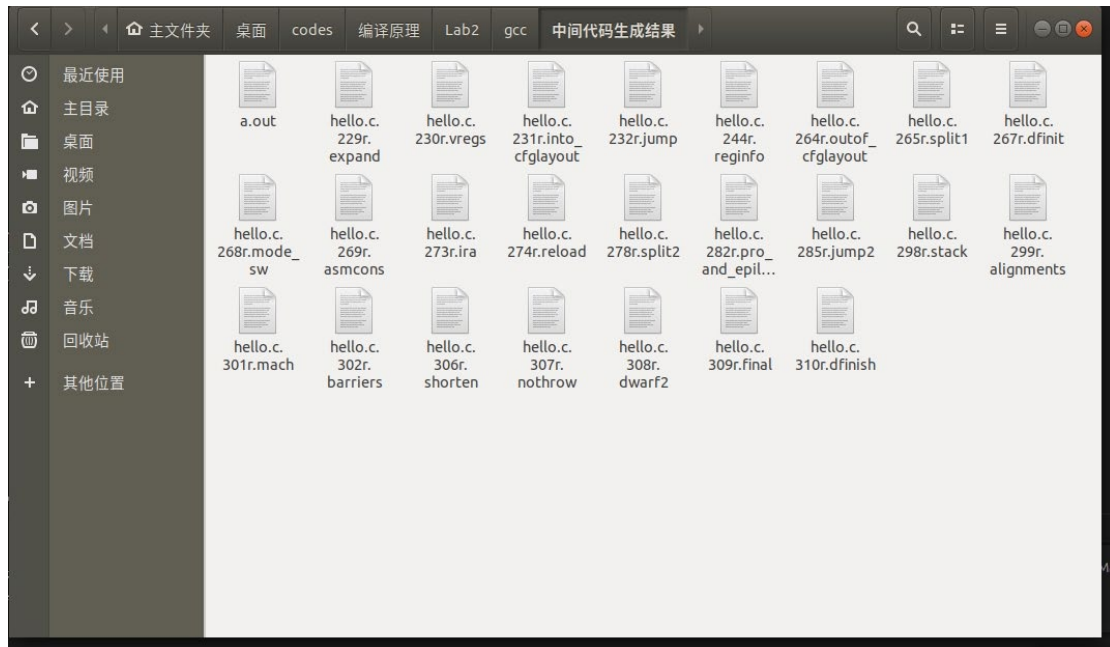 主文件夹 桌面 codes 编译原理 Lab2 gcc 中间代码生成结果
最近使用
主目录
桌面
视频
图片
文档
下载
音乐
回收站
+ 其他位置
a.out
hello.c.
229r.
expand
hello.c.
230r.vregs
hello.c.
231r.into_
cfglayout
hello.c.
232r.jump
hello.c.
244r.
reginfo
hello.c.
264r.outof_
cfglayout
hello.c.
265r.split1
hello.c.
267r.dfinit
hello.c.
268r.mode_
sw
hello.c.
269r.
asmcons
hello.c.
273r.ira
hello.c.
274r.reload
hello.c.
278r.split2
hello.c.
282r.pro_
and_epil...
hello.c.
285r.jump2
hello.c.
298r.stack
hello.c.
299r.
alignments
hello.c.
301r.mach
hello.c.
302r.
barriers
hello.c.
306r.
shorten
hello.c.
307r.
nothrow
hello.c.
308r.
dwarf2
hello.c.
309r.final
hello.c.
310r.dfinish